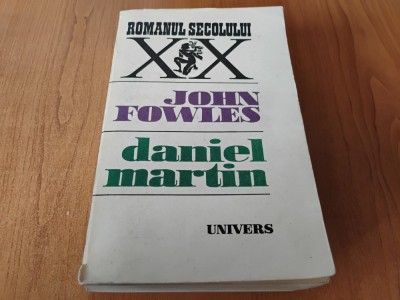 ROMANUL SECOLULUI
XX
JOHN
FOWLES
daniel
martin
UNIVERS